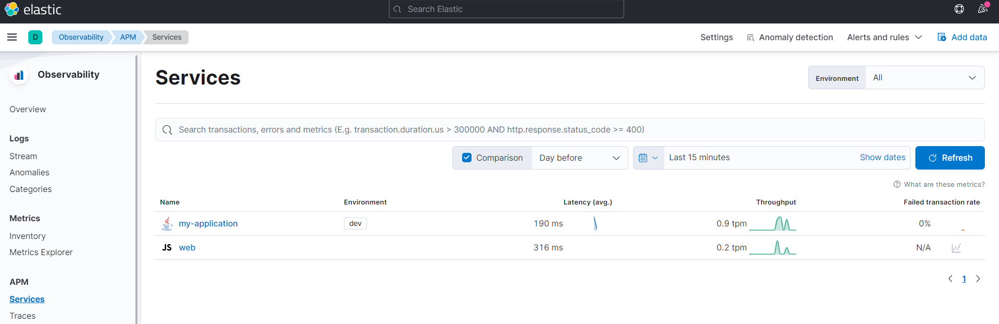 elastic
Search Elastic
D
Observability
APM
Services
Settings
Anomaly detection
Alerts and rules
Add data
Observability
Overview
Logs
Stream
Anomalies
Categories
Metrics
Inventory
Metrics Explorer
APM
Services
Traces
Services
Environment
All
Search transactions, errors and metrics (E.g. transaction.duration.us > 300000 AND http.response.status_code >= 400)
Comparison
Day before
Last 15 minutes
Show dates
Refresh
What are these metrics?
Name Environment Latency (avg.) Throughput Failed transaction rate
my-application dev 190 ms 0.9 tpm 0%
JS web 316 ms 0.2 tpm N/A
1